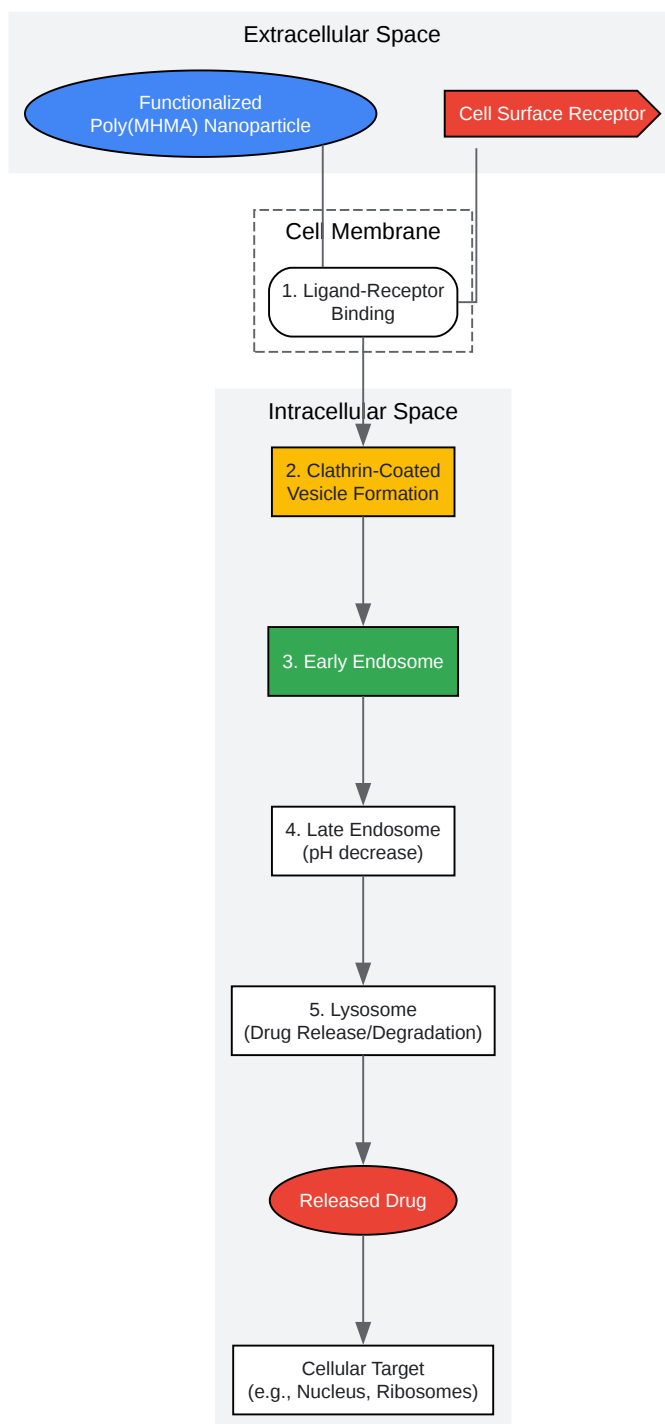 Extracellular Space
Functionalized
Poly(MHMA) Nanoparticle
Cell Surface Receptor
Cell Membrane
1. Ligand-Receptor
Binding
Intracellular Space
2. Clathrin-Coated
Vesicle Formation
3. Early Endosome
4. Late Endosome
(pH decrease)
5. Lysosome
(Drug Release/Degradation)
Released Drug
Cellular Target
(e.g., Nucleus, Ribosomes)